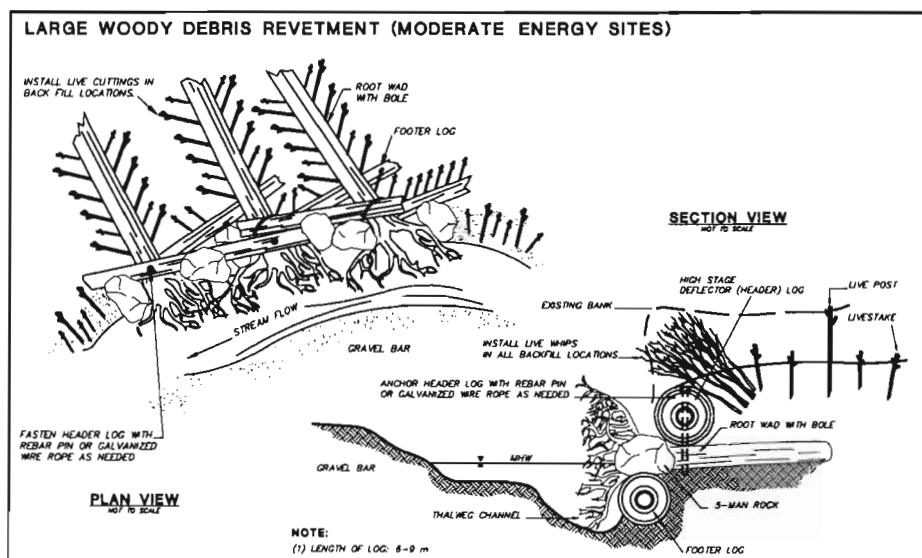 LARGE WOODY DEBRIS REVETMENT (MODERATE ENERGY SITES)
INSTALL LIVE CUTTINGS IN
BACK FILL LOCATIONS.
ROOT WAD
WITH BOLE
FOOTER LOG
STREAM FLOW
GRAVEL BAR
FASTEN HEADER LOG WITH
REBAR PIN OR GALVANIZED
WIRE ROPE AS NEEDED
PLAN VIEW
NOT TO SCALE
SECTION VIEW
NOT TO SCALE
HIGH STAGE
DEFLECTOR (HEADER) LOG
LIVE POST
EXISTING BANK
LIVESTAKE
INSTALL LIVE WHIPS
IN ALL BACKFILL LOCATIONS
ANCHOR HEADER LOG WITH REBAR PIN
OR GALVANIZED WIRE ROPE AS NEEDED
ROOT WAD WITH BOLE
GRAVEL BAR
MHW
5-MAN ROCK
THALWEG CHANNEL
FOOTER LOG
NOTE:
(1) LENGTH OF LOG: 6-9 m